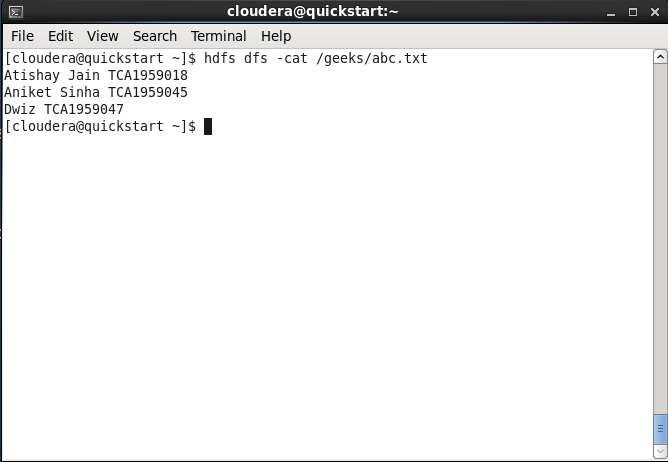 cloudera@quickstart:~
File Edit View Search Terminal Help
[cloudera@quickstart ~]$ hdfs dfs -cat /geeks/abc.txt
Atishay Jain TCA1959018
Aniket Sinha TCA1959045
Dwiz TCA1959047
[cloudera@quickstart ~]$